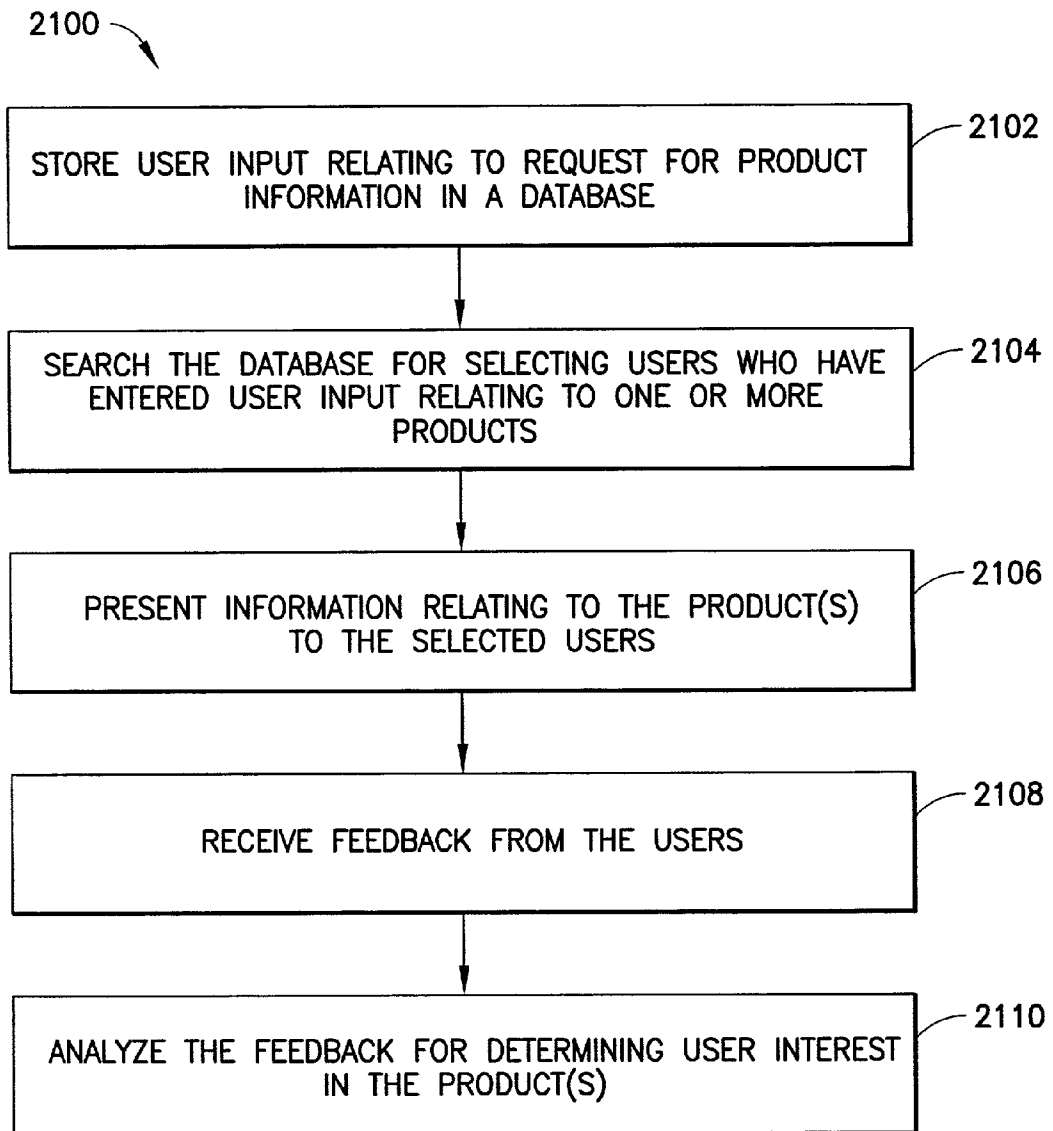 2100
2102
STORE USER INPUT RELATING TO REQUEST FOR PRODUCT
INFORMATION IN A DATABASE
2104
SEARCH THE DATABASE FOR SELECTING USERS WHO HAVE
ENTERED USER INPUT RELATING TO ONE OR MORE
PRODUCTS
2106
PRESENT INFORMATION RELATING TO THE PRODUCT(S)
TO THE SELECTED USERS
2108
RECEIVE FEEDBACK FROM THE USERS
2110
ANALYZE THE FEEDBACK FOR DETERMINING USER INTEREST
IN THE PRODUCT(S)